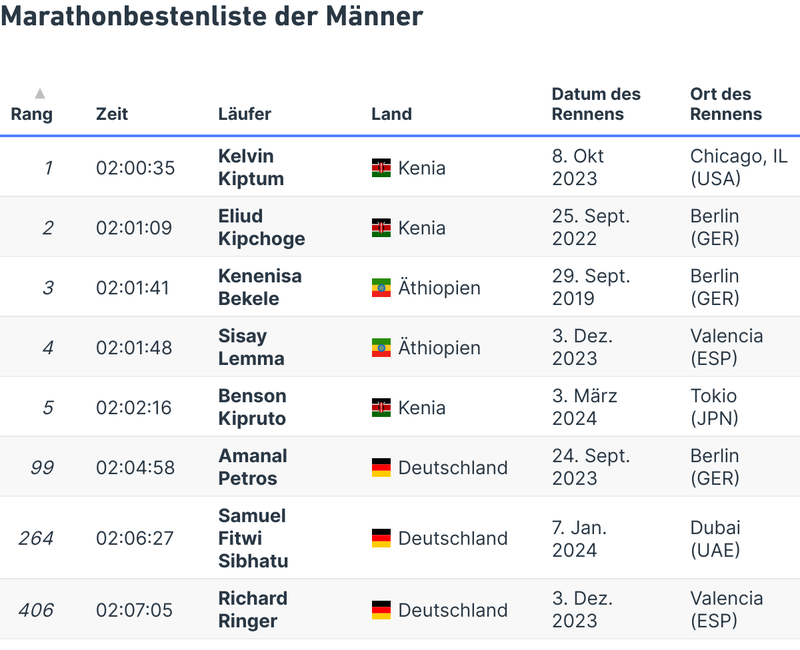 Marathonbestenliste der Männer
▲
Rang Zeit Läufer Land Datum des Rennens Ort des Rennens
1 02:00:35 Kelvin Kiptum Kenia 8. Okt 2023 Chicago, IL (USA)
2 02:01:09 Eliud Kipchoge Kenia 25. Sept. 2022 Berlin (GER)
3 02:01:41 Kenenisa Bekele Äthiopien 29. Sept. 2019 Berlin (GER)
4 02:01:48 Sisay Lemma Äthiopien 3. Dez. 2023 Valencia (ESP)
5 02:02:16 Benson Kipruto Kenia 3. März 2024 Tokio (JPN)
99 02:04:58 Amanal Petros Deutschland 24. Sept. 2023 Berlin (GER)
264 02:06:27 Samuel Fitwi Sibhatu Deutschland 7. Jan. 2024 Dubai (UAE)
406 02:07:05 Richard Ringer Deutschland 3. Dez. 2023 Valencia (ESP)